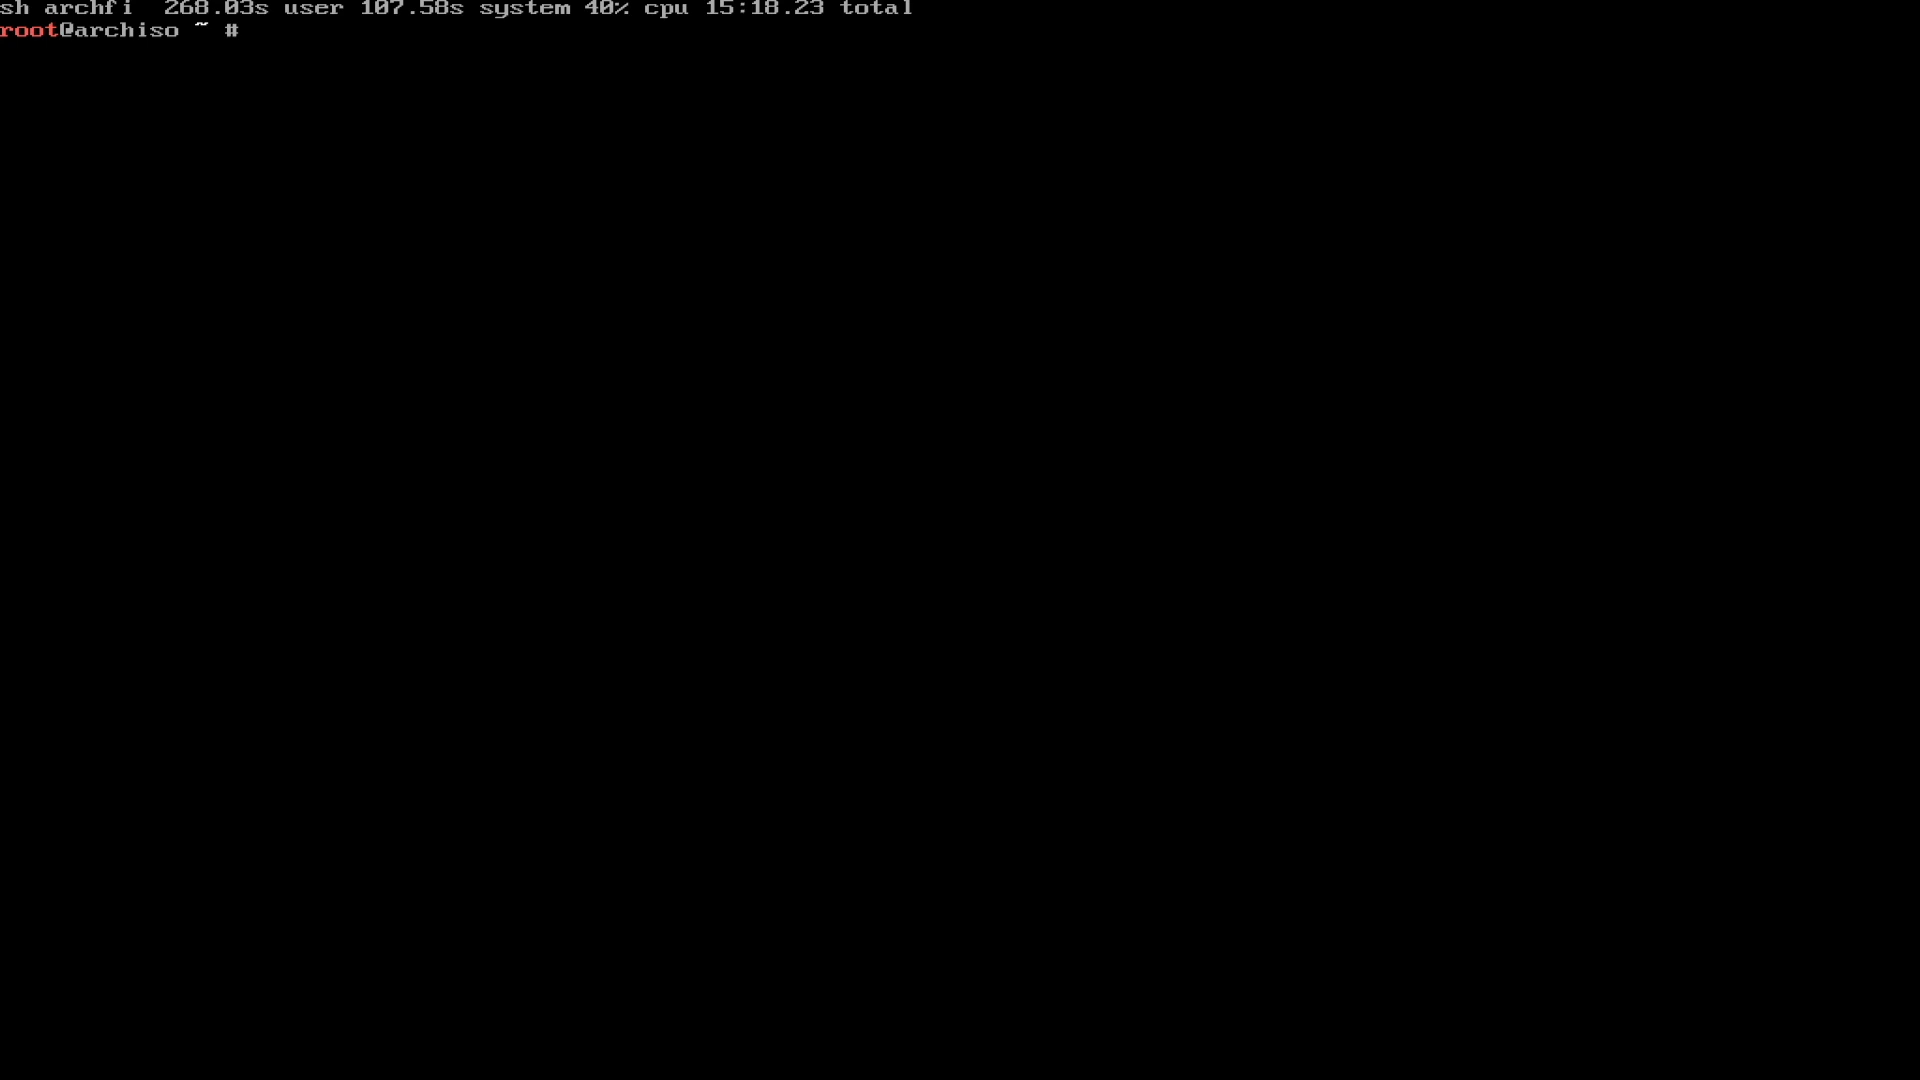 sh archfi  268.03s user 107.58s system 40% cpu 15:18.23 total
root@archiso ~ #